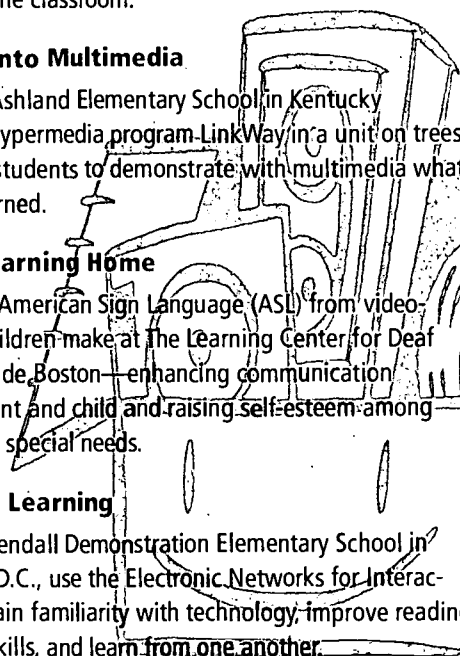 he classroom.
nto Multimedia
Ashland Elementary School in Kentucky
ypermedia program LinkWay in a unit on trees
students to demonstrate with multimedia what
rned.
arning Home
American Sign Language (ASL) from video-
ildren make at The Learning Center for Deaf
de Boston—enhancing communication
nt and child and raising self-esteem among
special needs.
Learning
endall Demonstration Elementary School in
D.C., use the Electronic Networks for Interac-
ain familiarity with technology, improve readin
kills, and learn from one another.